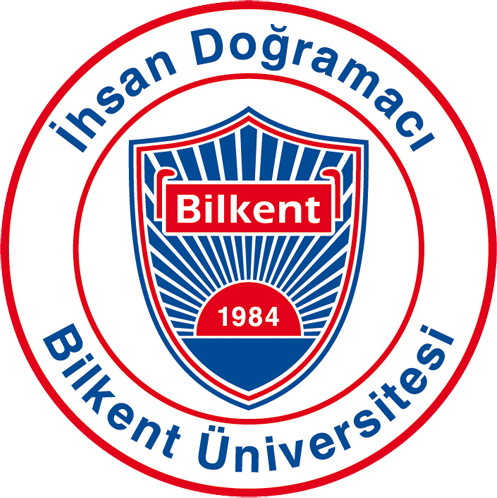 İhsan Doğramacı
Bilkent
1984
Bilkent Üniversitesi